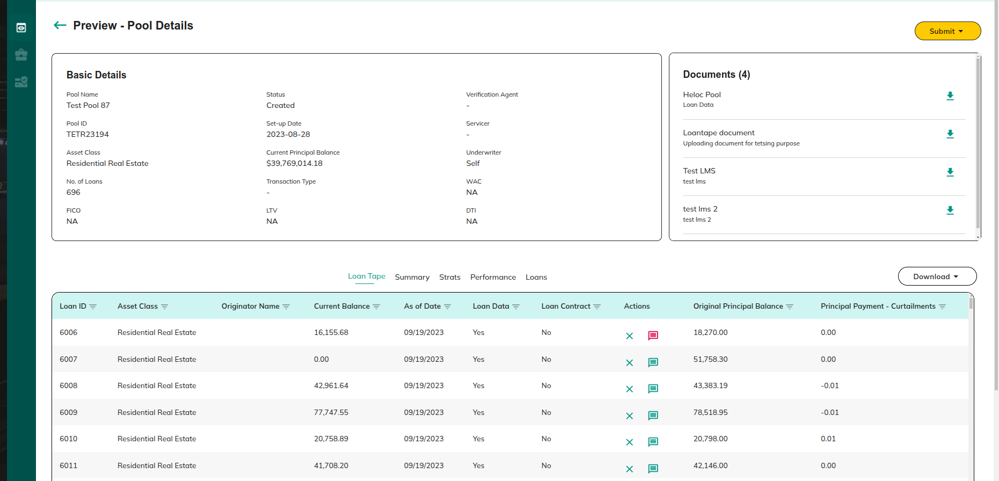 Preview - Pool Details
Submit
Basic Details
Pool Name Status Verification Agent
Test Pool 87 Created -
Pool ID Set-up Date Servicer
TETR23194 2023-08-28 -
Asset Class Current Principal Balance Underwriter
Residential Real Estate $39,769,014.18 Self
No. of Loans Transaction Type WAC
696 - NA
FICO LTV DTI
NA NA NA
Documents (4)
Heloc Pool
Loan Data
Loantape document
Uploading document for tetsing purpose
Test LMS
test lms
test lms 2
test lms 2
Loan Tape Summary Strats Performance Loans
Download
Loan ID Asset Class Originator Name Current Balance As of Date Loan Data Loan Contract Actions Original Principal Balance Principal Payment - Curtailments
6006 Residential Real Estate 16,155.68 09/19/2023 Yes No 18,270.00 0.00
6007 Residential Real Estate 0.00 09/19/2023 Yes No 51,758.30 0.00
6008 Residential Real Estate 42,961.64 09/19/2023 Yes No 43,383.19 -0.01
6009 Residential Real Estate 77,747.55 09/19/2023 Yes No 78,518.95 -0.01
6010 Residential Real Estate 20,758.89 09/19/2023 Yes No 20,798.00 0.01
6011 Residential Real Estate 41,708.20 09/19/2023 Yes No 42,146.00 0.00